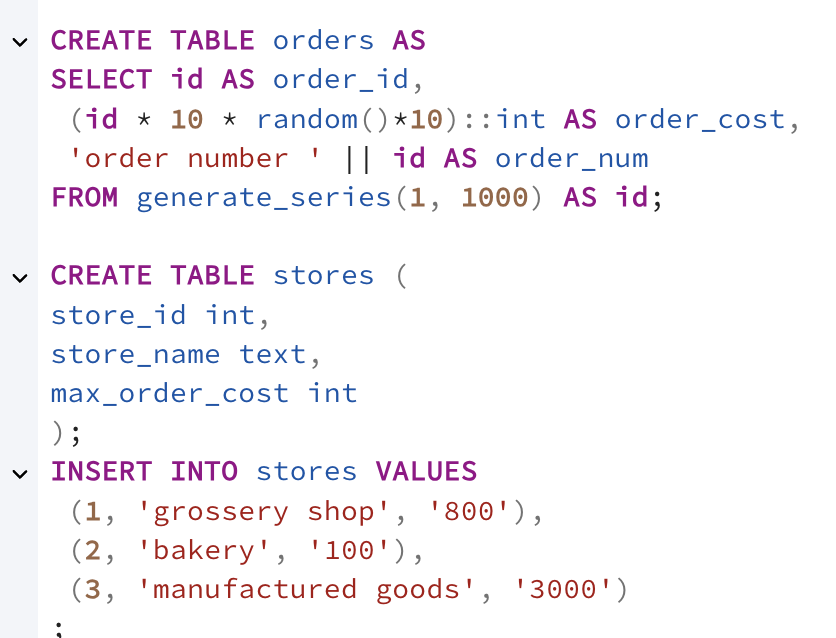 CREATE TABLE orders AS
SELECT id AS order_id,
(id * 10 * random()*10)::int AS order_cost,
'order number ' || id AS order_num
FROM generate_series(1, 1000) AS id;
CREATE TABLE stores (
store_id int,
store_name text,
max_order_cost int
);
INSERT INTO stores VALUES
(1, 'grossery shop', '800'),
(2, 'bakery', '100'),
(3, 'manufactured goods', '3000')
;